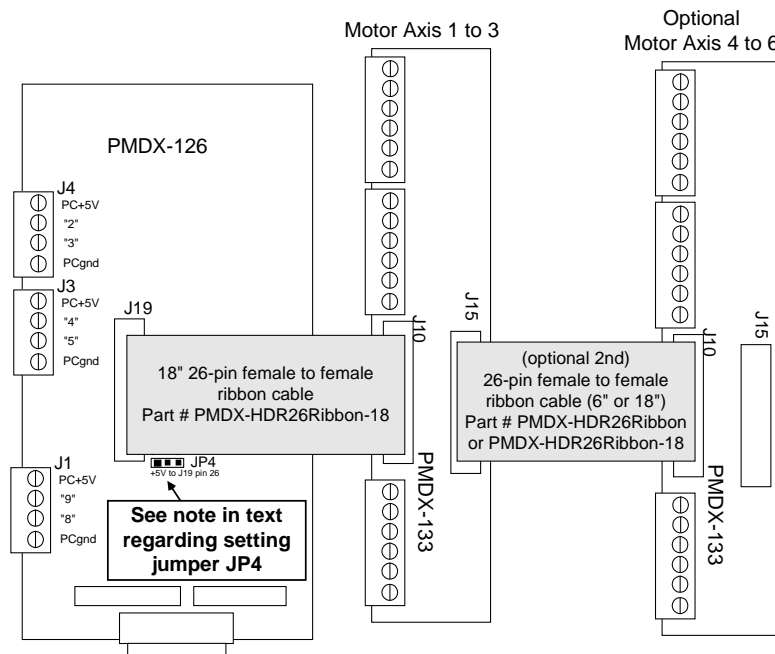 Motor Axis 1 to 3
Optional
Motor Axis 4 to 6
PMDX-126
J4
PC+5V
"2"
"3"
PCgnd
J3
PC+5V
"4"
"5"
PCgnd
J1
PC+5V
"9"
"8"
PCgnd
J19
18" 26-pin female to female
ribbon cable
Part # PMDX-HDR26Ribbon-18
JP4
+5V to J19 pin 26
See note in text
regarding setting
jumper JP4
J10
PMDX-133
J15
(optional 2nd)
26-pin female to female
ribbon cable (6" or 18")
Part # PMDX-HDR26Ribbon
or PMDX-HDR26Ribbon-18
J10
PMDX-133
J15